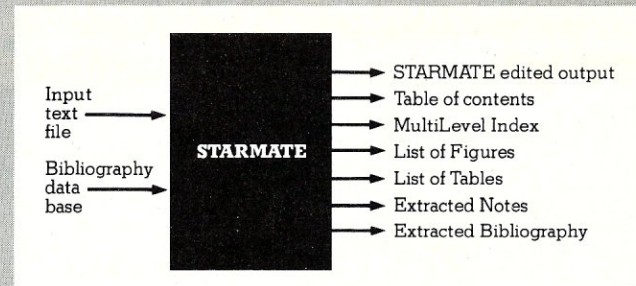 Input
text
file
Bibliography
data
base
STARMATE
STARMATE edited output
Table of contents
MultiLevel Index
List of Figures
List of Tables
Extracted Notes
Extracted Bibliography